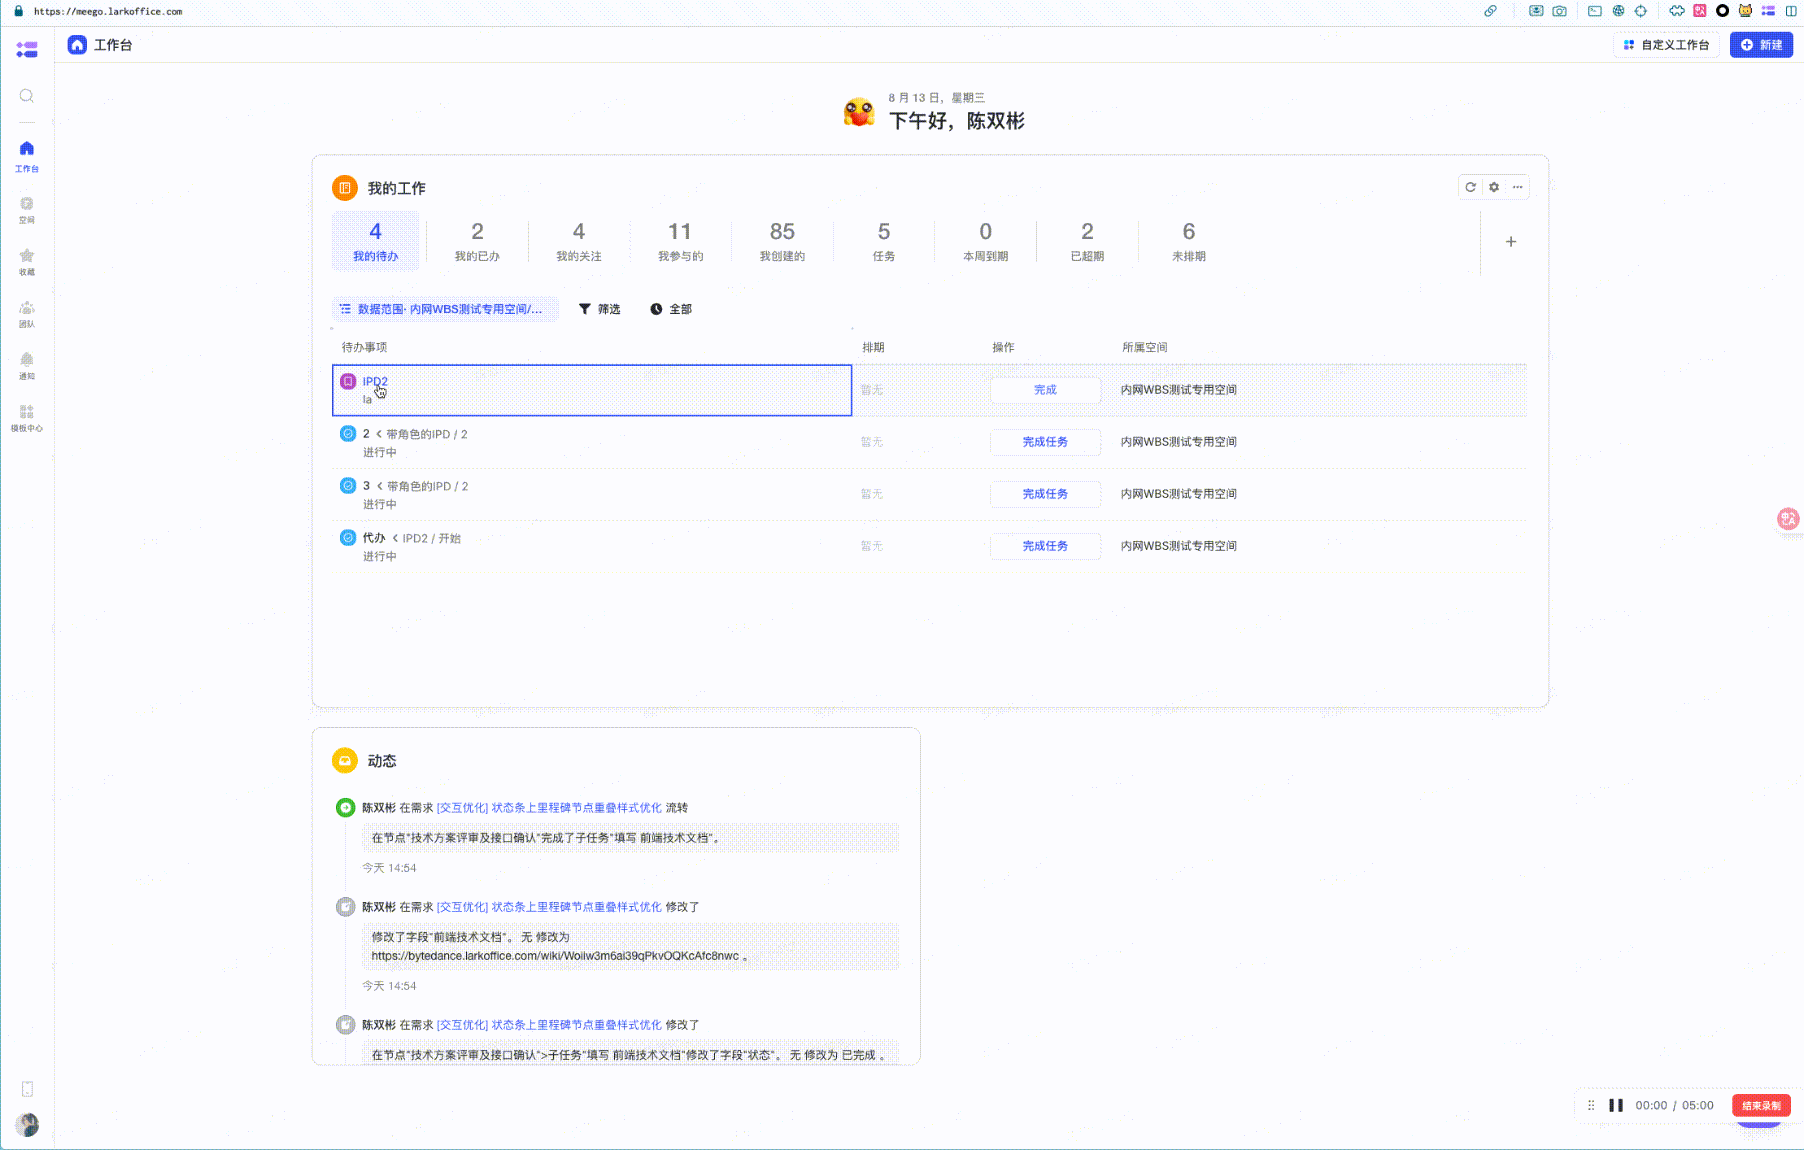 https://meego.larkoffice.com
工作台
自定义工作台
新建
工作台
空间
收藏
团队
通知
模板中心
8 月 13 日，星期三
下午好，陈双彬
我的工作
4
我的待办
2
我的已办
4
我的关注
11
我参与的
85
我创建的
5
任务
0
本周到期
2
已超期
6
未排期
数据范围· 内网WBS测试专用空间/...
筛选
全部
待办事项 排期 操作 所属空间
IPD2
la
暂无 完成 内网WBS测试专用空间
2 < 带角色的IPD / 2
进行中
暂无 完成任务 内网WBS测试专用空间
3 < 带角色的IPD / 2
进行中
暂无 完成任务 内网WBS测试专用空间
代办 < IPD2 / 开始
进行中
暂无 完成任务 内网WBS测试专用空间
动态
陈双彬 在需求 [交互优化] 状态条上里程碑节点重叠样式优化 流转
在节点"技术方案评审及接口确认"完成了子任务"填写 前端技术文档"。
今天 14:54
陈双彬 在需求 [交互优化] 状态条上里程碑节点重叠样式优化 修改了
修改了字段"前端技术文档"。 无 修改为
https://bytedance.larkoffice.com/wiki/Woiiw3m6ai39qPkvOQKcAfc8nwc 。
今天 14:54
陈双彬 在需求 [交互优化] 状态条上里程碑节点重叠样式优化 修改了
在节点"技术方案评审及接口确认">子任务"填写 前端技术文档"修改了字段"状态"。 无 修改为 已完成 。
00:00 / 05:00
结束录制